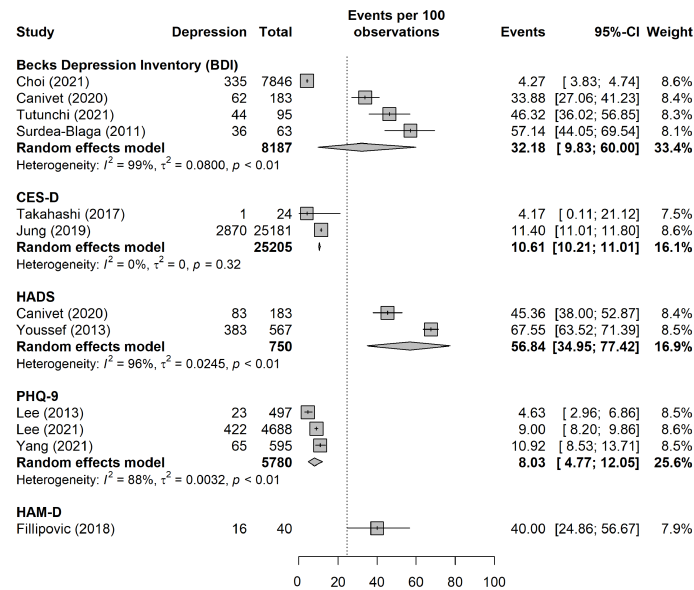 Study Depression Total Events per 100 observations Events 95%-CI Weight
Becks Depression Inventory (BDI)
Choi (2021) 335 7846 4.27 [ 3.83; 4.74] 8.6%
Canivet (2020) 62 183 33.88 [27.06; 41.23] 8.4%
Tutunchi (2021) 44 95 46.32 [36.02; 56.85] 8.3%
Surdea-Blaga (2011) 36 63 57.14 [44.05; 69.54] 8.1%
Random effects model 8187 32.18 [ 9.83; 60.00] 33.4%
Heterogeneity: I² = 99%, τ² = 0.0800, p < 0.01
CES-D
Takahashi (2017) 1 24 4.17 [ 0.11; 21.12] 7.5%
Jung (2019) 2870 25181 11.40 [11.01; 11.80] 8.6%
Random effects model 25205 10.61 [10.21; 11.01] 16.1%
Heterogeneity: I² = 0%, τ² = 0, p = 0.32
HADS
Canivet (2020) 83 183 45.36 [38.00; 52.87] 8.4%
Youssef (2013) 383 567 67.55 [63.52; 71.39] 8.5%
Random effects model 750 56.84 [34.95; 77.42] 16.9%
Heterogeneity: I² = 96%, τ² = 0.0245, p < 0.01
PHQ-9
Lee (2013) 23 497 4.63 [ 2.96; 6.86] 8.5%
Lee (2021) 422 4688 9.00 [ 8.20; 9.86] 8.6%
Yang (2021) 65 595 10.92 [ 8.53; 13.71] 8.5%
Random effects model 5780 8.03 [ 4.77; 12.05] 25.6%
Heterogeneity: I² = 88%, τ² = 0.0032, p < 0.01
HAM-D
Fillipovic (2018) 16 40 40.00 [24.86; 56.67] 7.9%
0 20 40 60 80 100